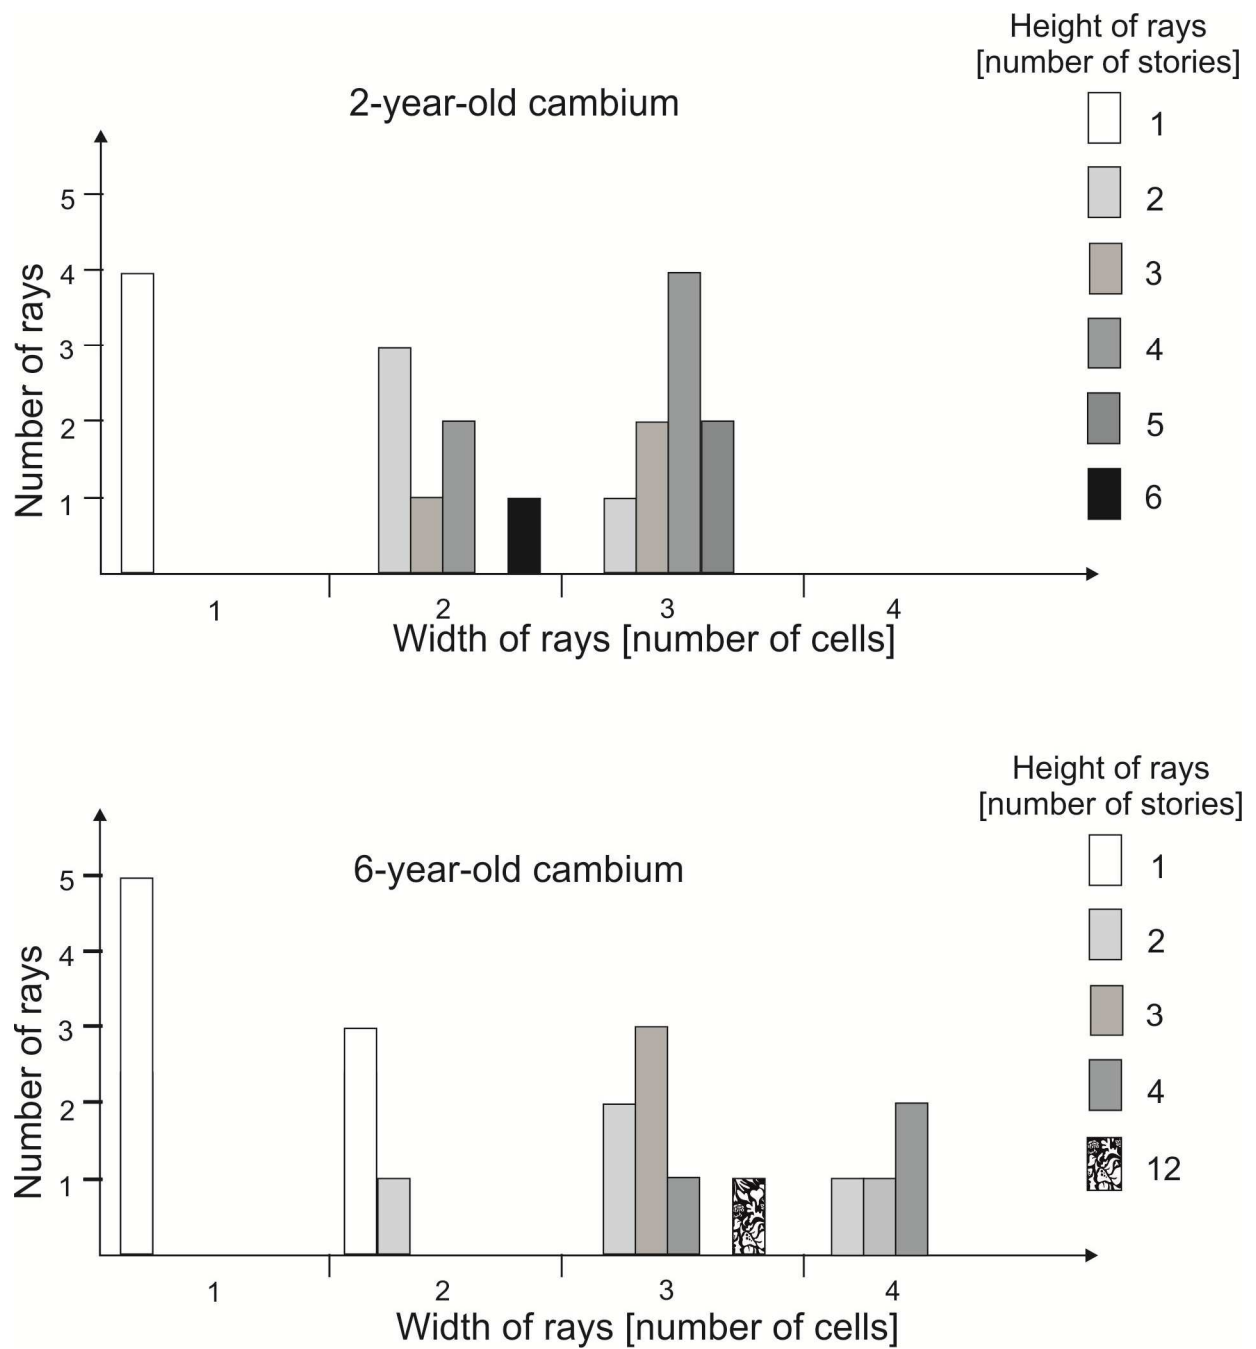 Height of rays
[number of stories]
2-year-old cambium
1
2
3
4
5
6
5
4
3
2
1
Number of rays
1 2 3 4
Width of rays [number of cells]
Height of rays
[number of stories]
6-year-old cambium
1
2
3
4
12
5
4
3
2
1
Number of rays
1 2 3 4
Width of rays [number of cells]